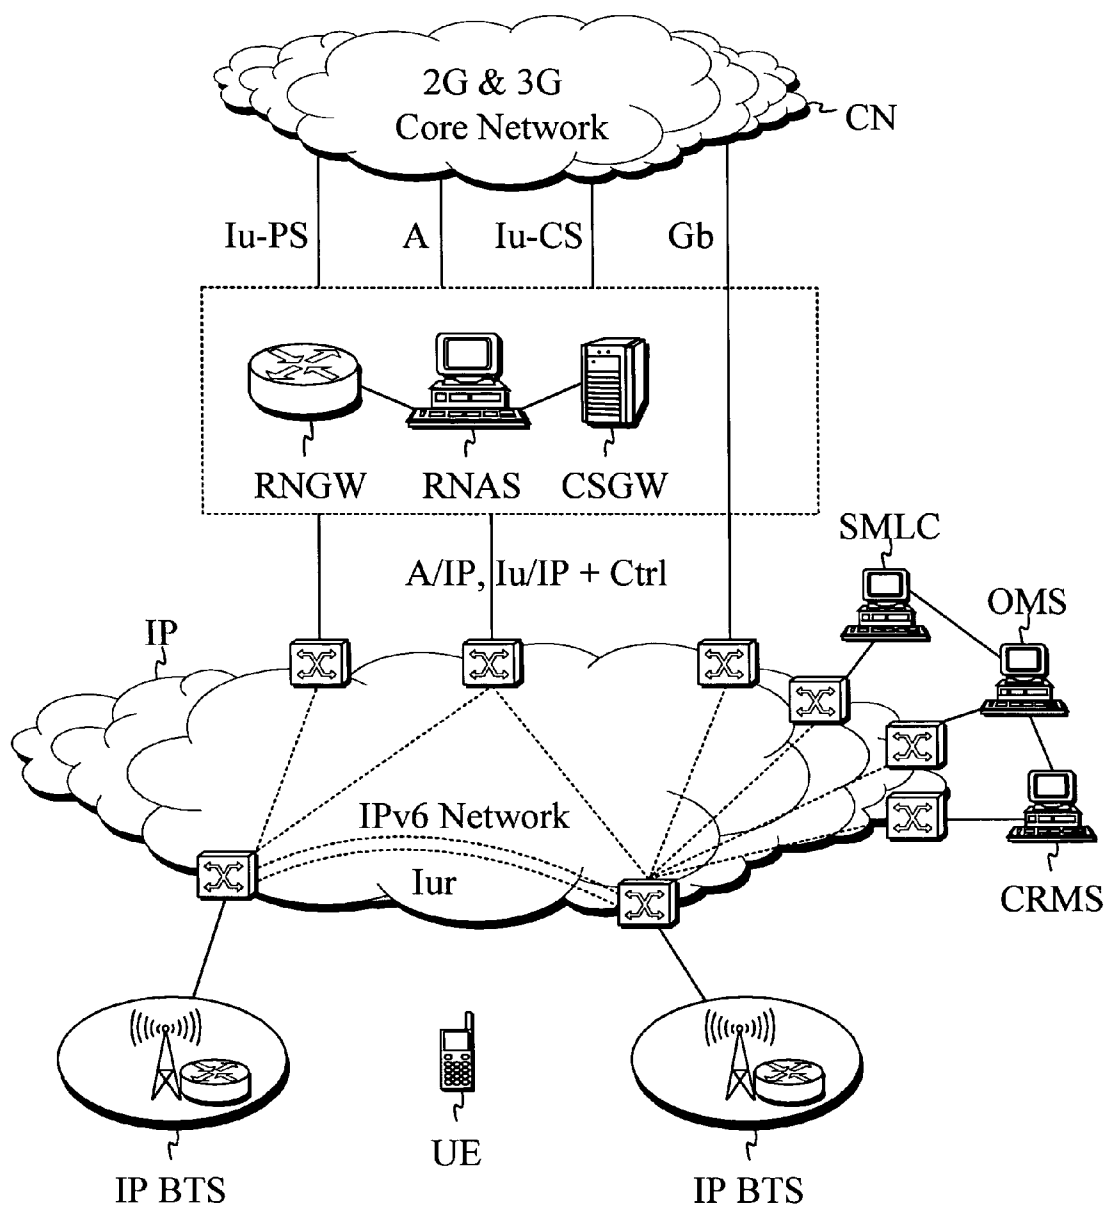 2G & 3G
Core Network
CN
Iu-PS
A
Iu-CS
Gb
RNGW
RNAS
CSGW
SMLC
A/IP, Iu/IP + Ctrl
OMS
IP
IPv6 Network
Iur
CRMS
UE
IP BTS
IP BTS